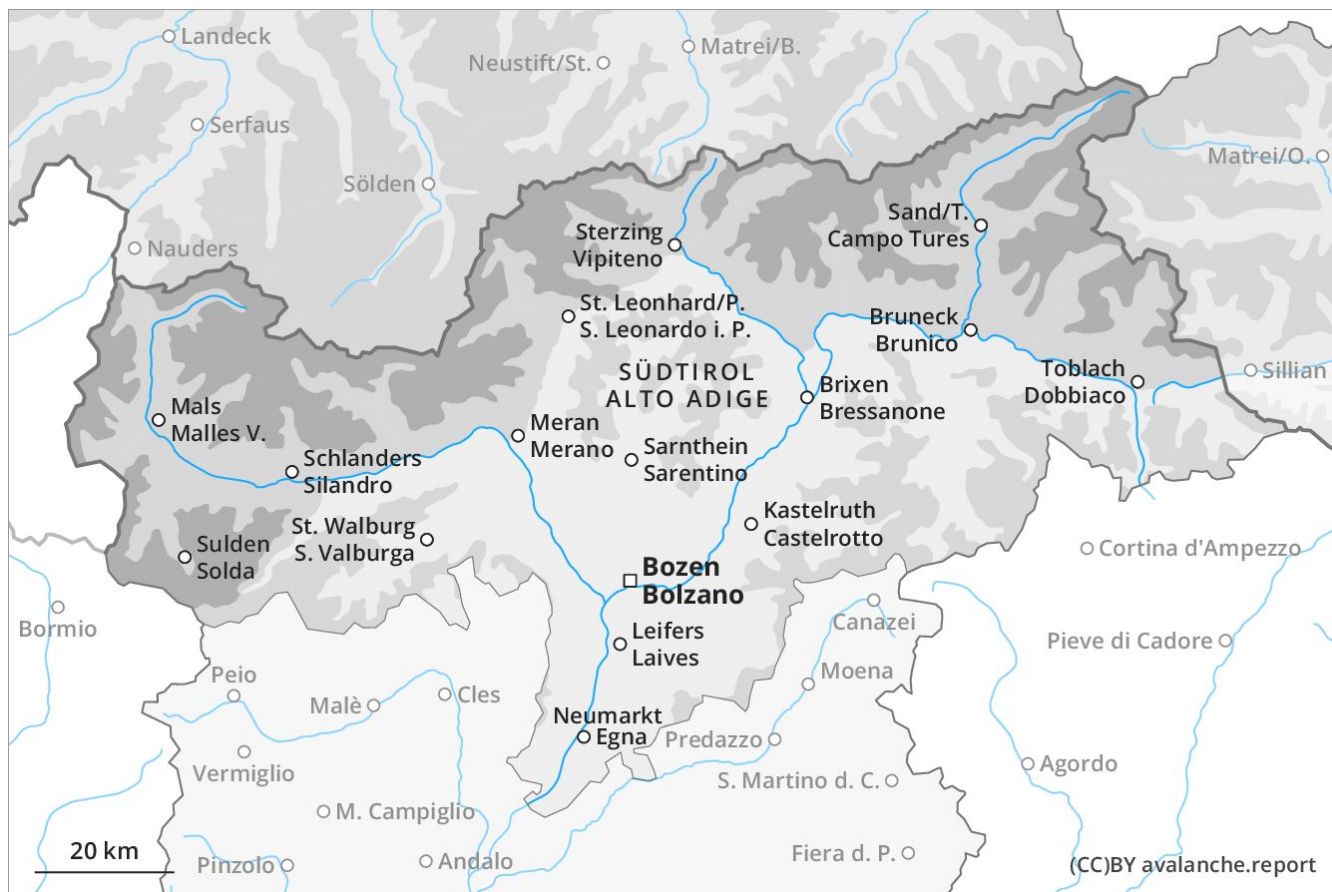 Landeck
Matrei/B.
Neustift/St.
Serfaus
Matrei/O.
Sölden
Sand/T.
Campo Tures
Sterzing
Vipiteno
Nauders
St. Leonhard/P.
S. Leonardo i. P.
Bruneck
Brunico
SÜDTIROL
ALTO ADIGE
Toblach
Dobbiaco
Sillian
Brixen
Bressanone
Mals
Malles V.
Meran
Merano
Sarnthein
Sarentino
Schlanders
Silandro
Kastelruth
Castelrotto
St. Walburg
S. Valburga
Sulden
Solda
Cortina d'Ampezzo
Bozen
Bolzano
Bormio
Canazei
Leifers
Laives
Pieve di Cadore
Peio
Moena
Malè
Cles
Neumarkt
Egna
Predazzo
Vermiglio
Agordo
S. Martino d. C.
M. Campiglio
20 km
Pinzolo
Andalo
Fiera d. P.
(CC)BY avalanche.report